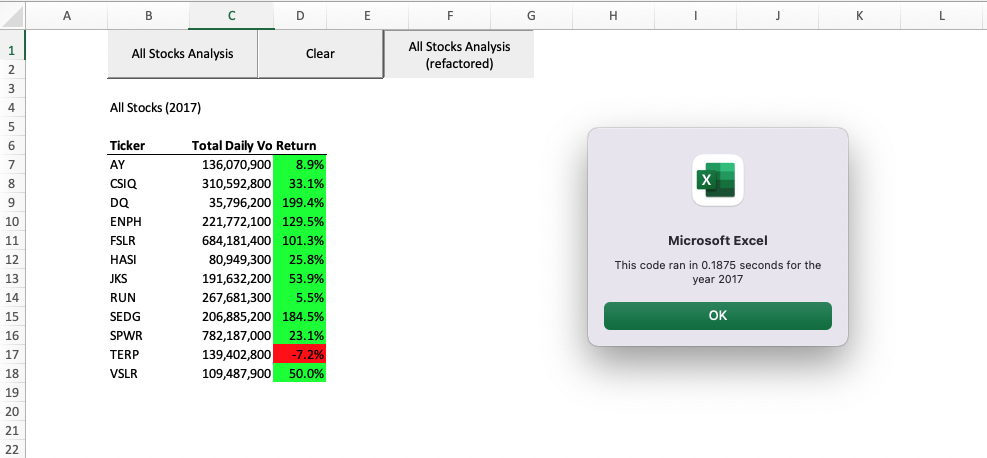 A B C D E F G H I J K L
1 All Stocks Analysis Clear All Stocks Analysis
2 (refactored)
3
4 All Stocks (2017)
5
6 Ticker Total Daily Vo Return
7 AY 136,070,900 8.9%
8 CSIQ 310,592,800 33.1%
9 DQ 35,796,200 199.4%
10 ENPH 221,772,100 129.5%
11 FSLR 684,181,400 101.3%
12 HASI 80,949,300 25.8%
13 JKS 191,632,200 53.9%
14 RUN 267,681,300 5.5%
15 SEDG 206,885,200 184.5%
16 SPWR 782,187,000 23.1%
17 TERP 139,402,800 -7.2%
18 VSLR 109,487,900 50.0%
19
20
21
22
X
Microsoft Excel
This code ran in 0.1875 seconds for the
year 2017
OK